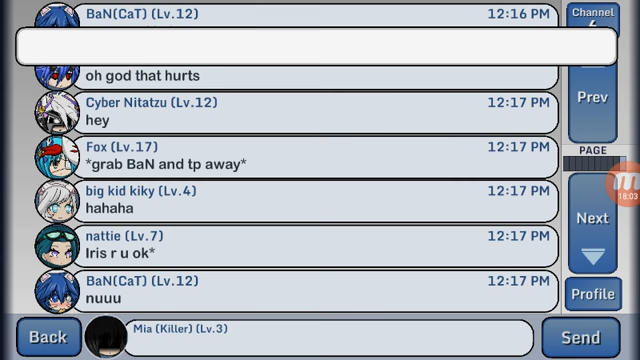 BaN(CaT) (Lv.12) 12:16 PM
Channel
oh god that hurts
Cyber Nitatzu (Lv.12) 12:17 PM
hey
Prev
Fox (Lv.17) 12:17 PM
*grab BaN and tp away*
PAGE
big kid kiky (Lv.4) 12:17 PM
hahaha
18:03
Next
nattie (Lv.7) 12:17 PM
Iris r u ok*
BaN(CaT) (Lv.12) 12:17 PM
nuuu
Profile
Back
Mia (Killer) (Lv.3)
Send